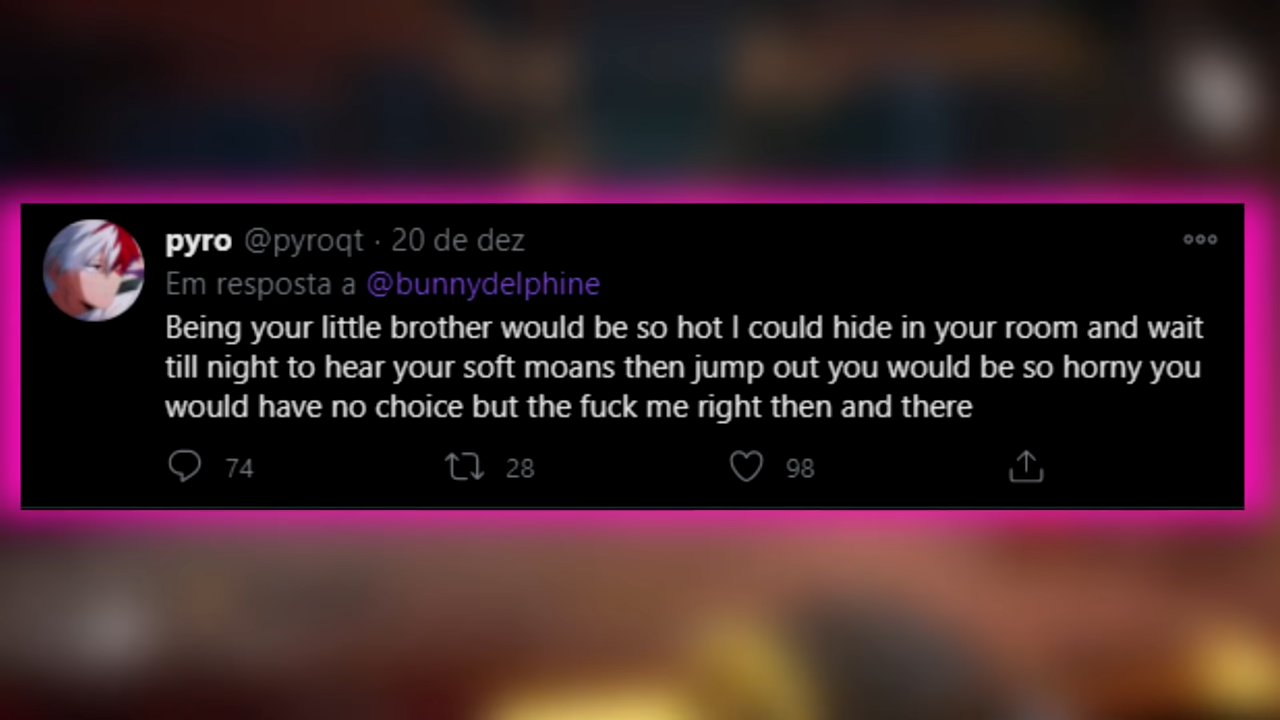 pyro @pyroqt · 20 de dez
Em resposta a @bunnydelphine
Being your little brother would be so hot I could hide in your room and wait
till night to hear your soft moans then jump out you would be so horny you
would have no choice but the fuck me right then and there
74 28 98